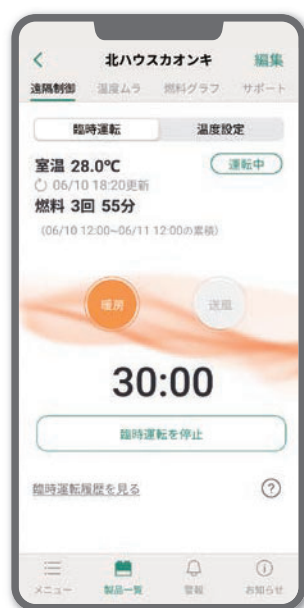 北ハウスカオンキ 編集
遠隔制御 温度ムラ 燃料グラフ サポート
臨時運転 温度設定
室温 28.0℃ 運転中
06/10 18:20更新
燃料 3回 55分
(06/10 12:00~06/11 12:00の累積)
暖房 送風
30:00
臨時運転を停止
臨時運転履歴を見る ?
メニュー 製品一覧 警報 お知らせ